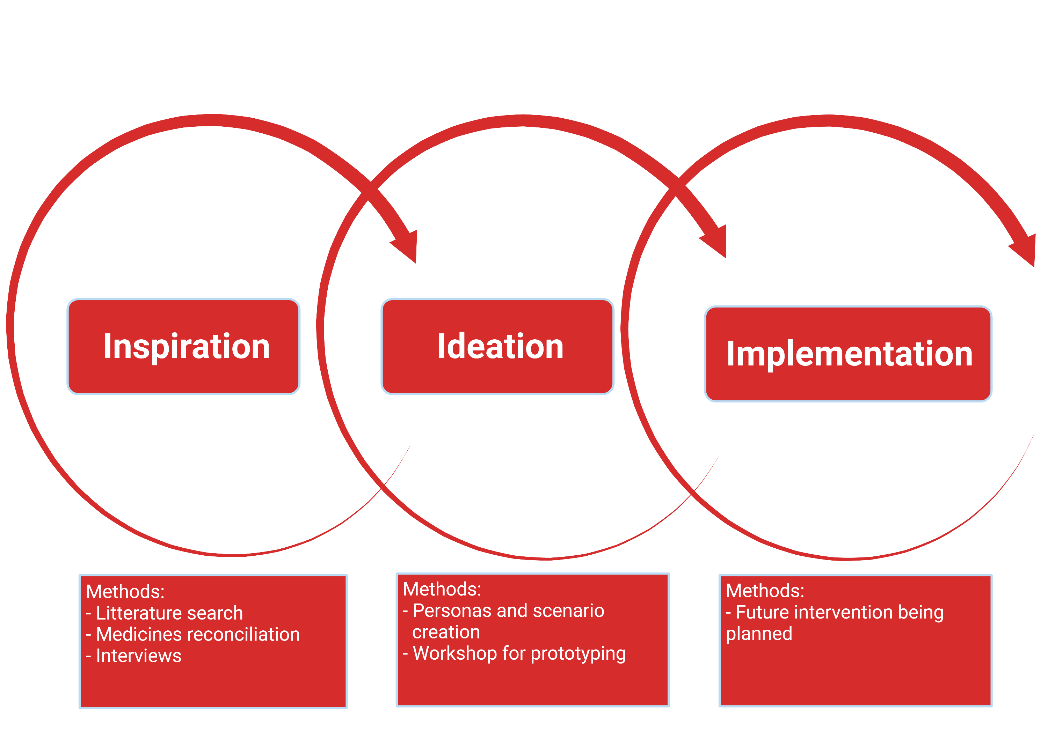 Inspiration
Ideation
Implementation
Methods:
- Litterature search
- Medicines reconciliation
- Interviews
Methods:
- Personas and scenario
creation
- Workshop for prototyping
Methods:
- Future intervention being
planned